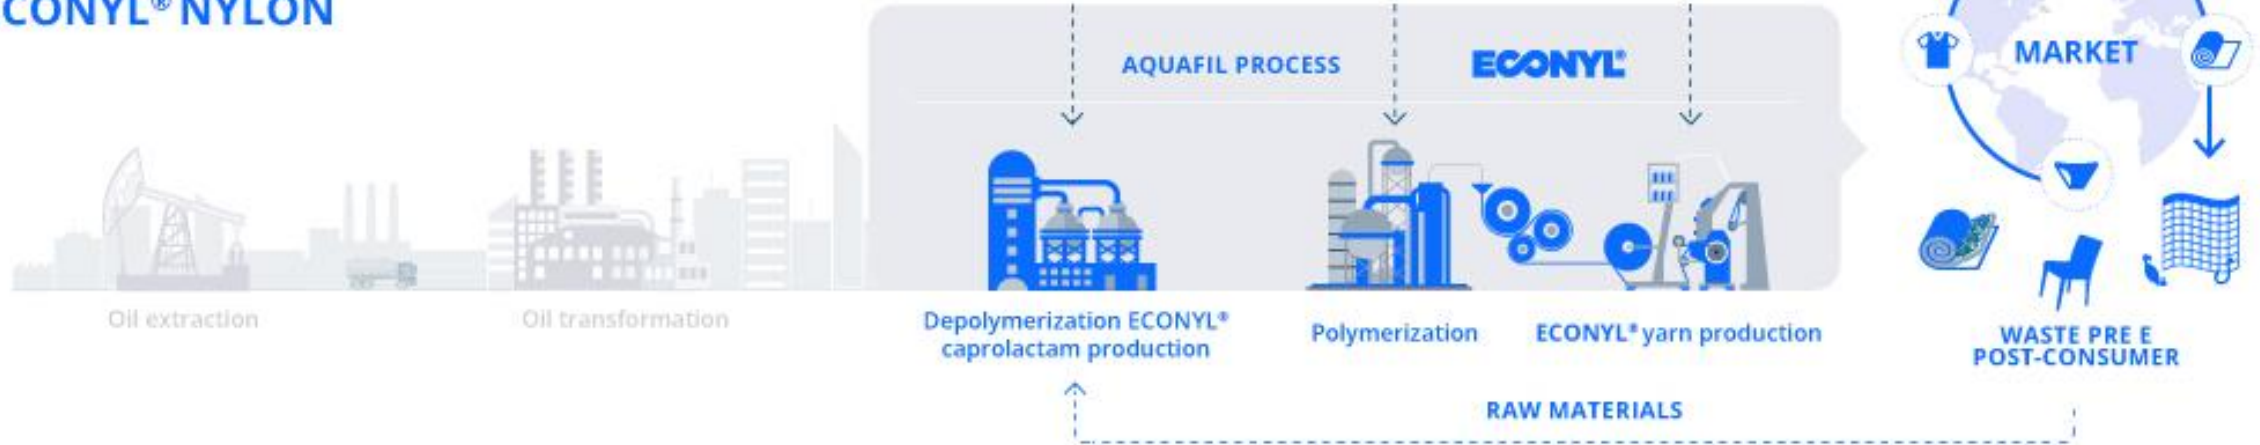 CONYL® NYLON
AQUAFIL PROCESS
ECONYL®
MARKET
Oil extraction
Oil transformation
Depolymerization ECONYL®
caprolactam production
Polymerization
ECONYL® yarn production
WASTE PRE E
POST-CONSUMER
RAW MATERIALS